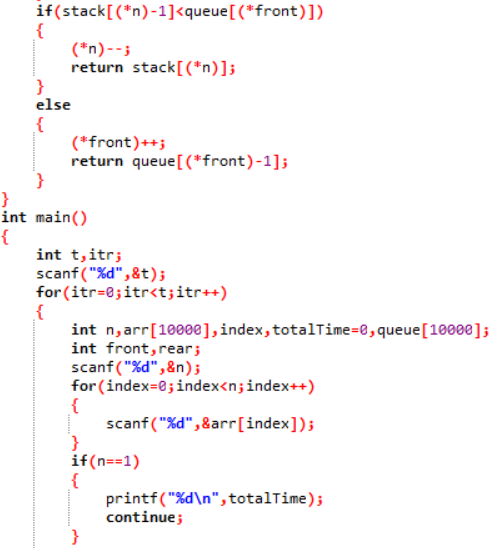 if(stack[(*n)-1]<queue[(*front)])
{
(*n)--;
return stack[(*n)];
}
else
{
(*front)++;
return queue[(*front)-1];
}
}
int main()
{
int t,itr;
scanf("%d",&t);
for(itr=0;itr<t;itr++)
{
int n,arr[10000],index,totalTime=0,queue[10000];
int front,rear;
scanf("%d",&n);
for(index=0;index<n;index++)
{
scanf("%d",&arr[index]);
}
if(n==1)
{
printf("%d\n",totalTime);
continue;
}